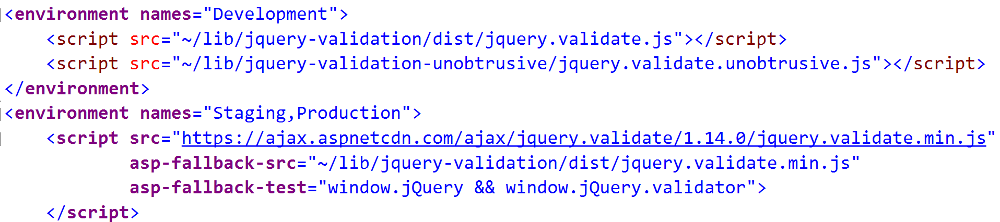 <environment names="Development">
    <script src="~/lib/jquery-validation/dist/jquery.validate.js"></script>
    <script src="~/lib/jquery-validation-unobtrusive/jquery.validate.unobtrusive.js"></script>
</environment>
<environment names="Staging,Production">
    <script src="https://ajax.aspnetcdn.com/ajax/jquery.validate/1.14.0/jquery.validate.min.js"
            asp-fallback-src="~/lib/jquery-validation/dist/jquery.validate.min.js"
            asp-fallback-test="window.jQuery && window.jQuery.validator">
    </script>